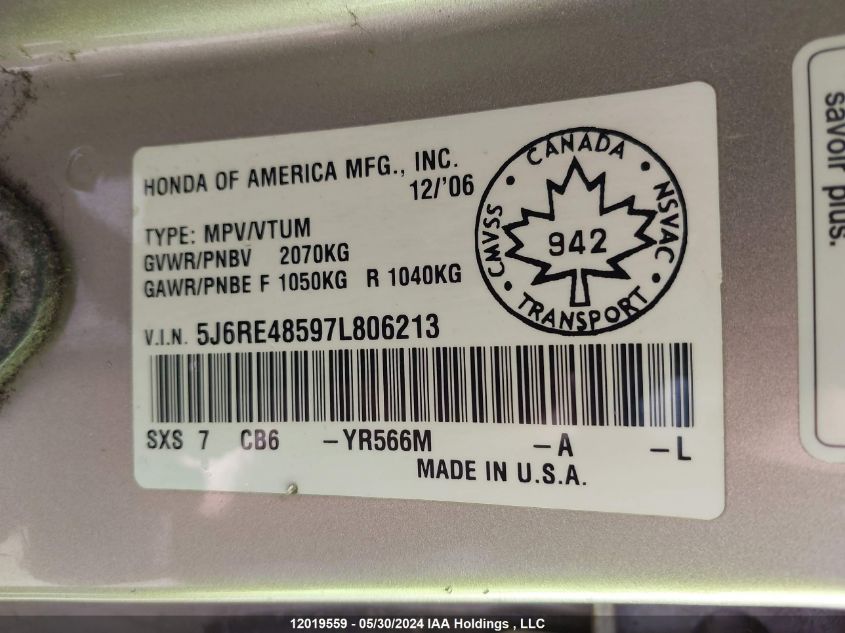 HONDA OF AMERICA MFG., INC.
12/'06
TYPE: MPV/VTUM
GVWR/PNBV 2070KG
GAWR/PNBE F 1050KG R 1040KG
V.I.N. 5J6RE48597L806213
SXS 7 CB6 -YR566M -A -L
MADE IN U.S.A.
CANADA
CMVSS
942
NSVAC
TRANSPORT
savoir plus.
12019559 - 05/30/2024 IAA Holdings , LLC